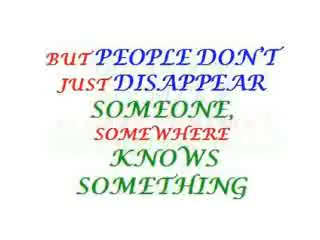 BUT PEOPLE DON'T
JUST DISAPPEAR
SOMEONE,
SOMEWHERE
KNOWS
SOMETHING